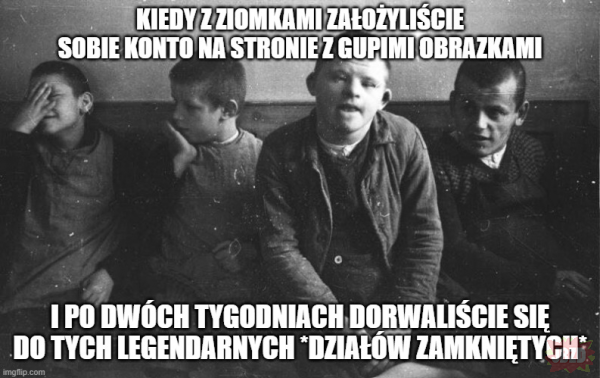 KIEDY Z ZIOMKAMI ZAŁOŻYLIŚCIE
SOBIE KONTO NA STRONIE Z GUPIMI OBRAZKAMI
I PO DWÓCH TYGODNIACH DORWALIŚCIE SIĘ
DO TYCH LEGENDARNYCH *DZIAŁÓW ZAMKNIĘTYCH*
imgflip.com